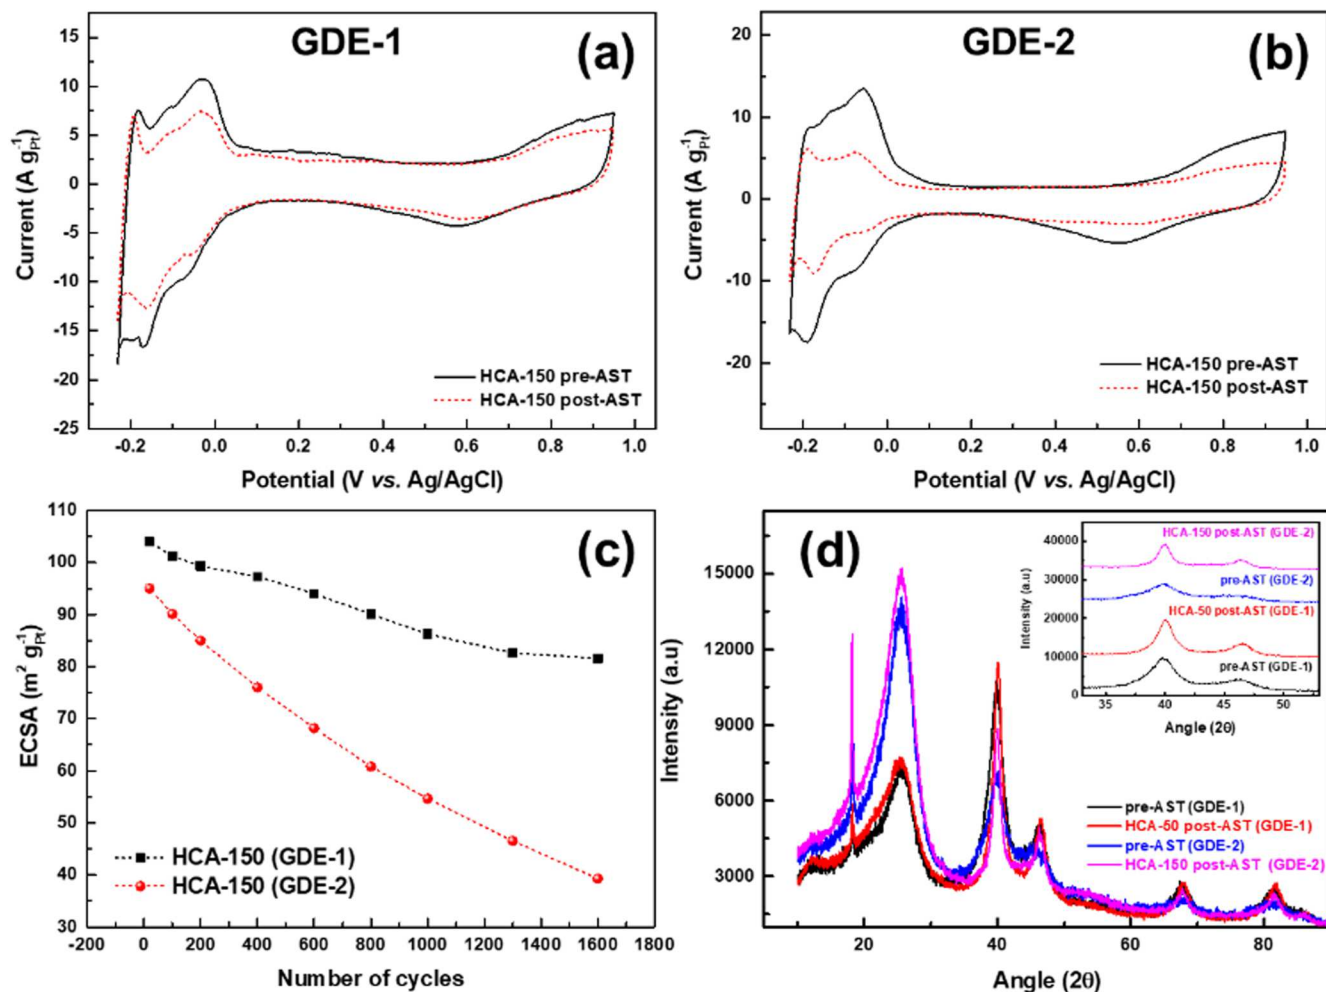 GDE-1
(a)
15
10
5
0
-5
-10
-15
-20
-25
Current (A g⁻¹Pt)
HCA-150 pre-AST
HCA-150 post-AST
-0.2 0.0 0.2 0.4 0.6 0.8 1.0
Potential (V vs. Ag/AgCl)
GDE-2
(b)
20
10
0
-10
-20
Current (A g⁻¹Pt)
HCA-150 pre-AST
HCA-150 post-AST
-0.2 0.0 0.2 0.4 0.6 0.8 1.0
Potential (V vs. Ag/AgCl)
(c)
110
100
90
80
70
60
50
40
30
ECSA (m² g⁻¹Pt)
HCA-150 (GDE-1)
HCA-150 (GDE-2)
-200 0 200 400 600 800 1000 1200 1400 1600 1800
Number of cycles
(d)
15000
12000
9000
6000
3000
Intensity (a.u)
40000
30000
20000
10000
0
Intensity (a.u)
HCA-150 post-AST (GDE-2)
pre-AST (GDE-2)
HCA-50 post-AST (GDE-1)
pre-AST (GDE-1)
35 40 45 50
Angle (2θ)
pre-AST (GDE-1)
HCA-50 post-AST (GDE-1)
pre-AST (GDE-2)
HCA-150 post-AST (GDE-2)
20 40 60 80
Angle (2θ)